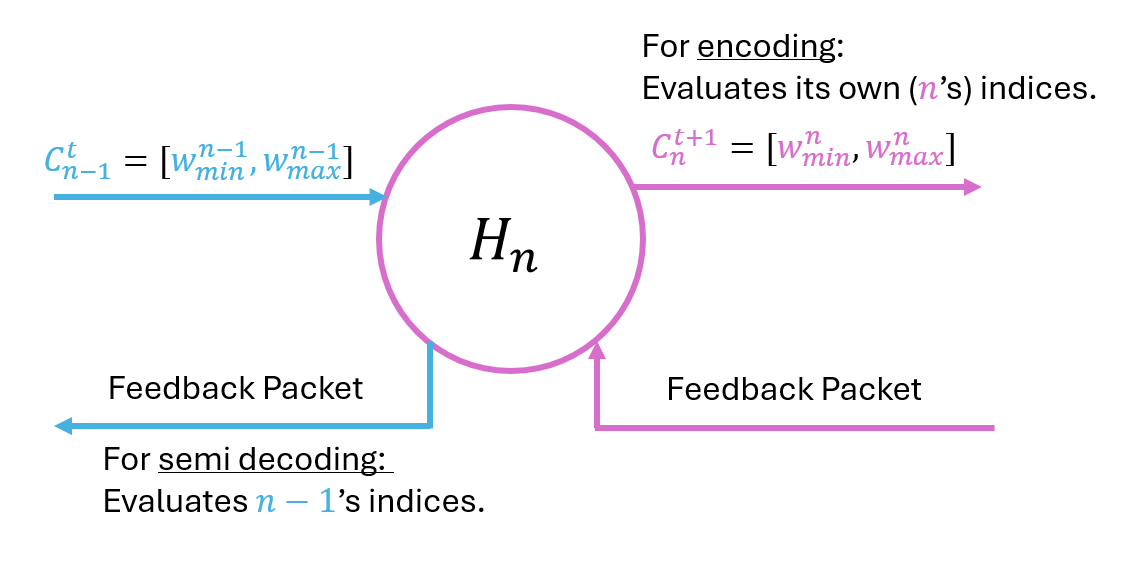 For encoding:
Evaluates its own (n's) indices.
C_{n-1}^{t} = [w_{min}^{n-1}, w_{max}^{n-1}]
C_{n}^{t+1} = [w_{min}^{n}, w_{max}^{n}]
H_n
Feedback Packet
Feedback Packet
For semi decoding:
Evaluates n − 1's indices.